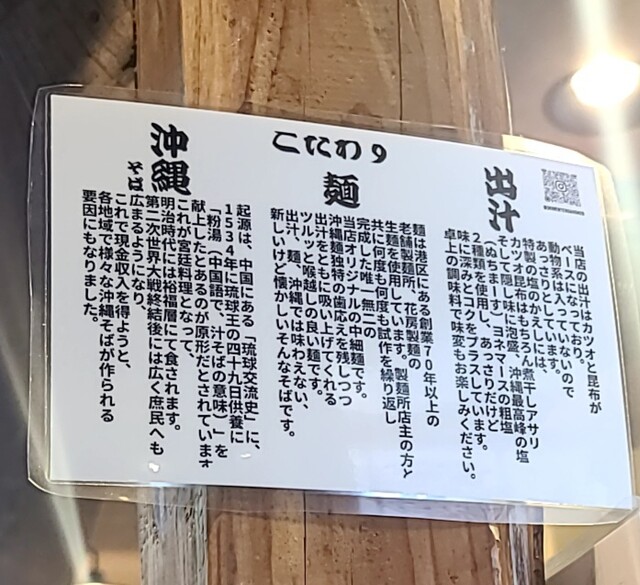 こだわり
出汁
当店の出汁はカツオと昆布が
ベースになっており。
動物系は入っていないので
あっさりとしています。
特製の塩のかえしには、
カツオ昆布はもちろん煮干しアサリ
そして隠し味に泡盛、沖縄最高峰の塩
(ぬちまーす)ヨネマースの粗塩
2種類を使用し、あっさりだけど
味に深みとコクをプラスしています。
卓上の調味料で味変もお楽しみください。
麺
麺は港区にある創業70年以上の
老舗製麺所、花房製麺の
生麺を使用しています。製麺所店主の方と
共に何度も何度も試作を繰り返し
完成した唯一無二の
当店オリジナルの中細麺です。
沖縄麺独特の歯応えを残しつつ
出汁をともに吸い上げてくれる
ツルッと喉越しの良い麺です。
出汁、麺、沖縄では味わえない、
新しいけど懐かしいそんなそばです。
沖縄そば
起源は、中国にある「琉球交流史」に、
1534年に琉球王の四十九日供養に
「粉湯(中国語で、汁そばの意味)」を
献上したとあるのが原形だとされています
これが宮廷料理となって、
明治時代には裕福層にて食されます。
第二次世界大戦終結後には広く庶民へも
広まるようになり、
これで現金収入を得ようと、
各地域で様々な沖縄そばが作られる
要因にもなりました。